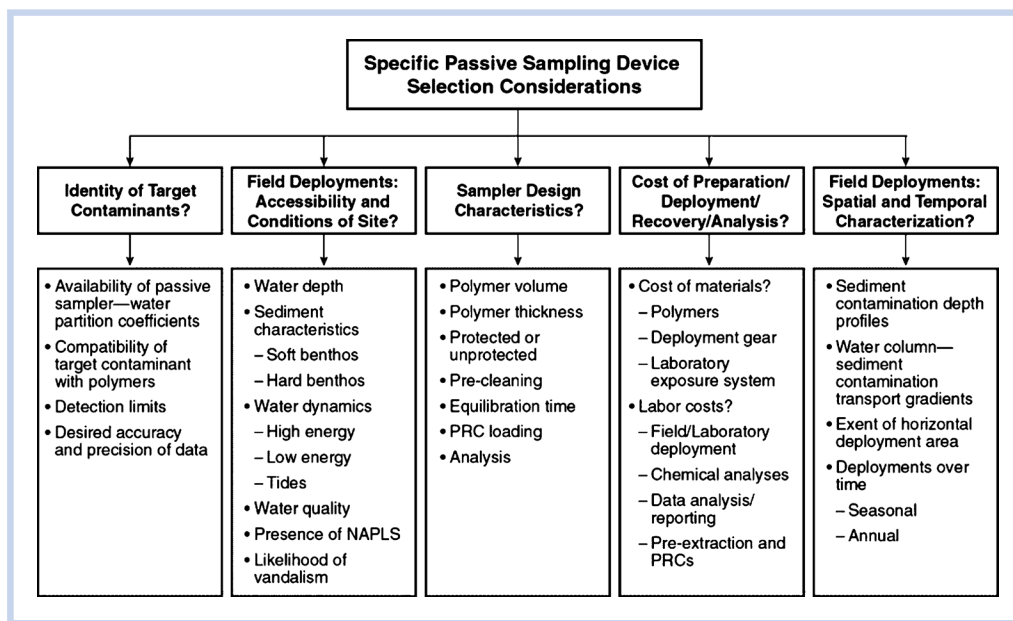 Specific Passive Sampling Device
Selection Considerations
Identity of Target
Contaminants?
• Availability of passive
sampler—water
partition coefficients
• Compatibility of
target contaminant
with polymers
• Detection limits
• Desired accuracy
and precision of data
Field Deployments:
Accessibility and
Conditions of Site?
• Water depth
• Sediment
characteristics
– Soft benthos
– Hard benthos
• Water dynamics
– High energy
– Low energy
– Tides
• Water quality
• Presence of NAPLS
• Likelihood of
vandalism
Sampler Design
Characteristics?
• Polymer volume
• Polymer thickness
• Protected or
unprotected
• Pre-cleaning
• Equilibration time
• PRC loading
• Analysis
Cost of Preparation/
Deployment/
Recovery/Analysis?
• Cost of materials?
– Polymers
– Deployment gear
– Laboratory
exposure system
• Labor costs?
– Field/Laboratory
deployment
– Chemical analyses
– Data analysis/
reporting
– Pre-extraction and
PRCs
Field Deployments:
Spatial and Temporal
Characterization?
• Sediment
contamination depth
profiles
• Water column—
sediment
contamination
transport gradients
• Exent of horizontal
deployment area
• Deployments over
time
– Seasonal
– Annual